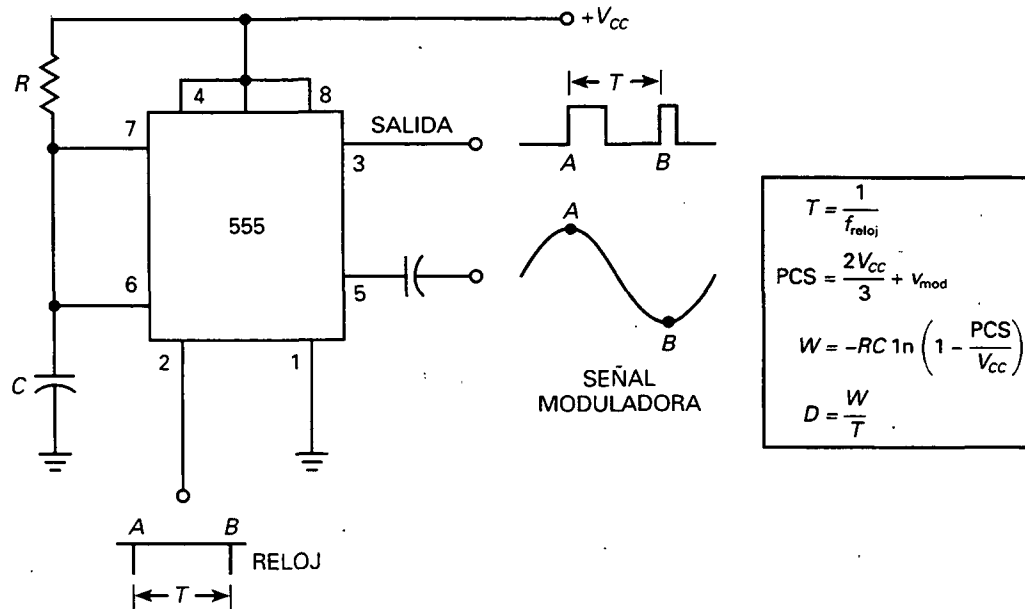 +V_CC
R
4
8
7
SALIDA
3
T
A
B
555
6
5
A
B
2
1
C
SEÑAL
MODULADORA
A
B
RELOJ
T
T = 1 / f_reloj
PCS = 2V_CC / 3 + v_mod
W = -RC 1n (1 - PCS / V_CC)
D = W / T